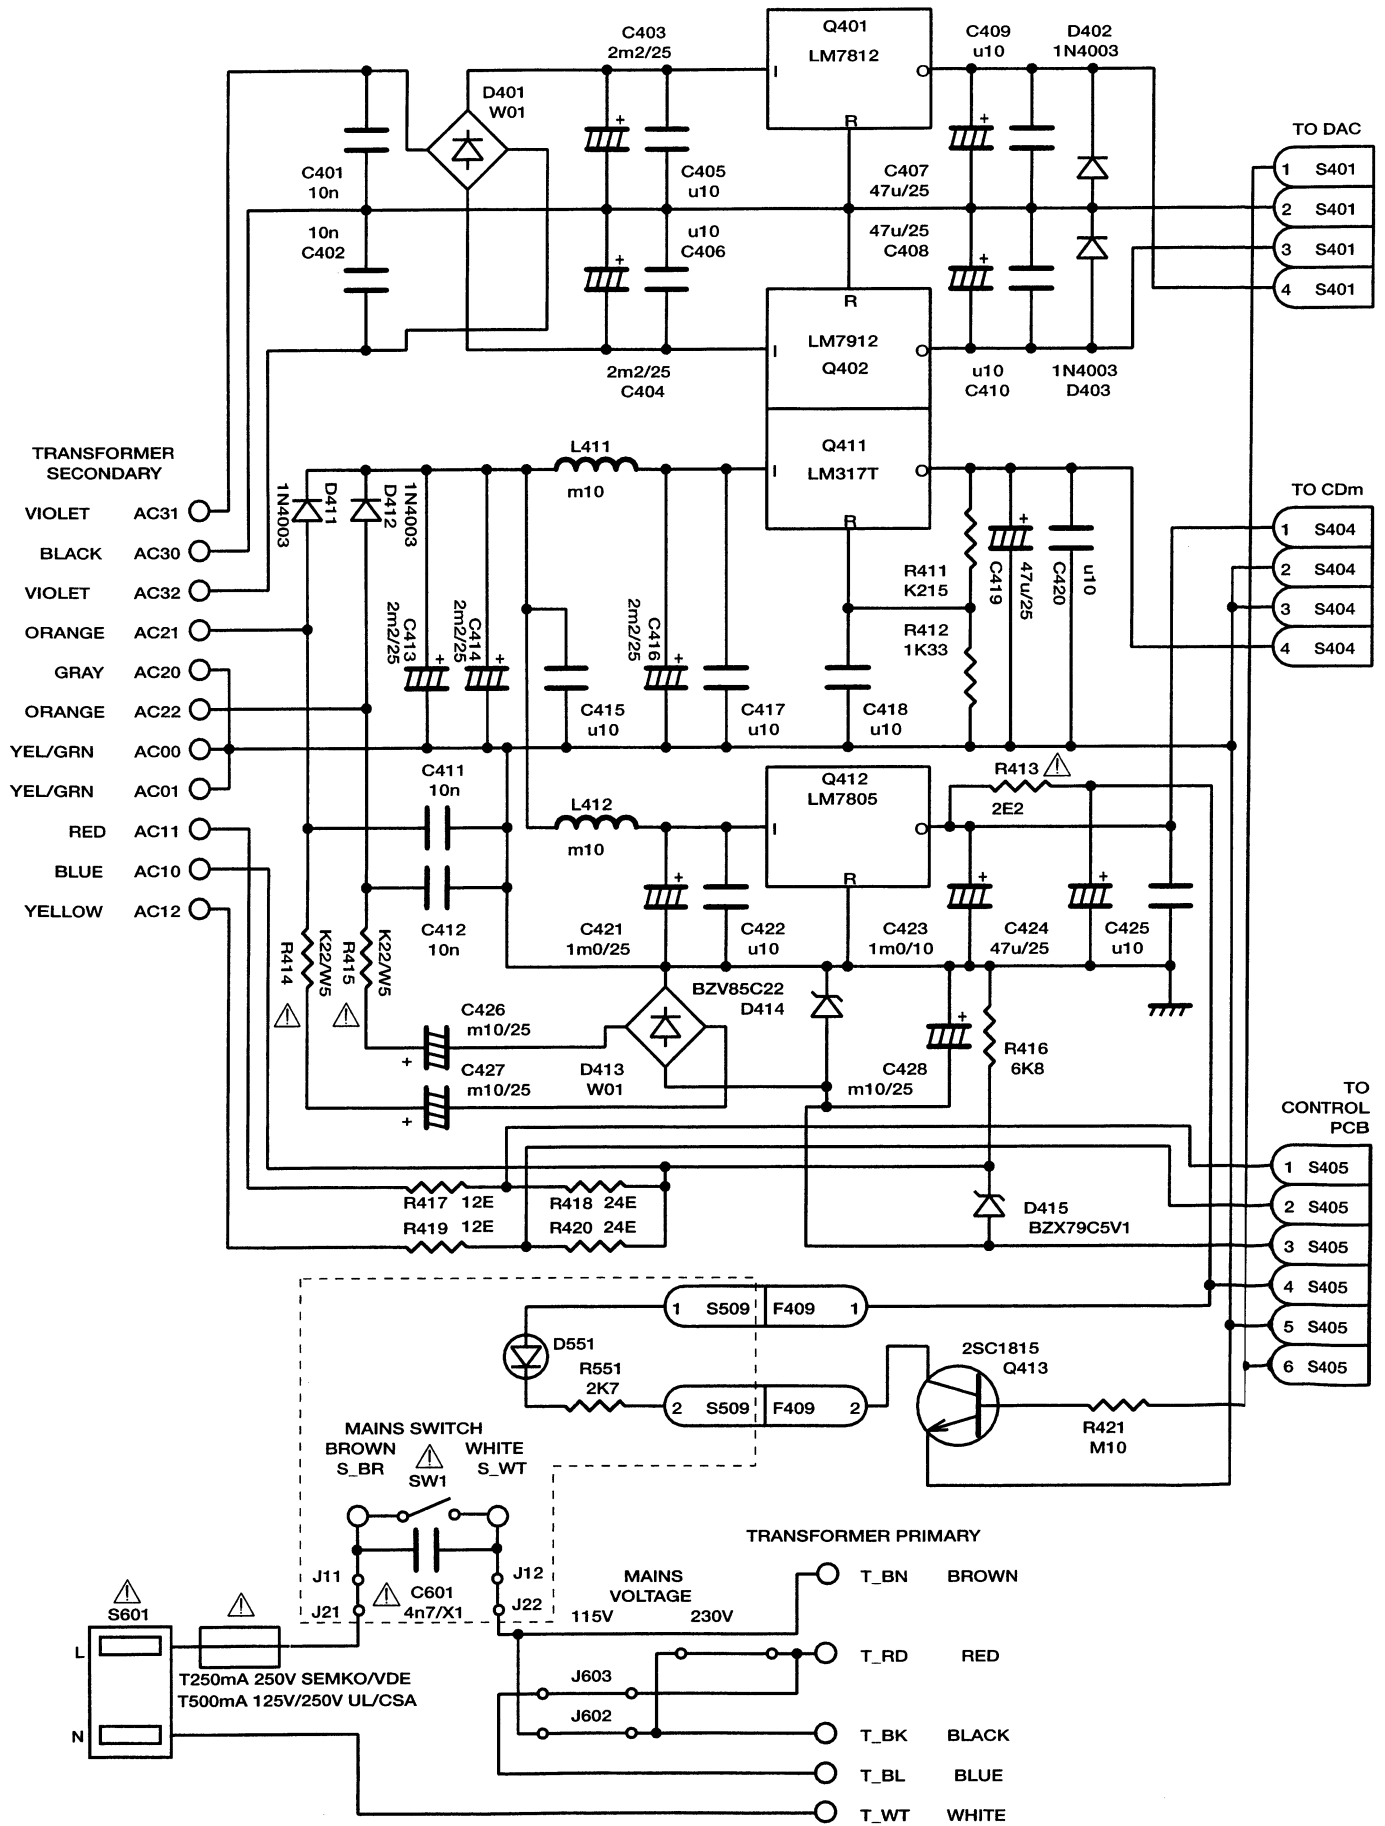 C403
2m2/25
Q401
LM7812
C409
u10
D402
1N4003
I
O
R
D401
W01
+
+
TO DAC
1 S401
2 S401
3 S401
4 S401
C401
10n
C405
u10
C407
47u/25
10n
C402
u10
C406
47u/25
C408
+
+
R
LM7912
Q402
I
O
2m2/25
C404
u10
C410
1N4003
D403
TRANSFORMER
SECONDARY
L411
m10
Q411
LM317T
I
O
R
1N4003
D411
D412
1N4003
TO CDm
1 S404
2 S404
3 S404
4 S404
VIOLET AC31
BLACK AC30
VIOLET AC32
ORANGE AC21
GRAY AC20
ORANGE AC22
YEL/GRN AC00
YEL/GRN AC01
RED AC11
BLUE AC10
YELLOW AC12
R411
K215
R412
1K33
C419
47u/25
+
C420
u10
2m2/25
C413
+
2m2/25
C414
+
2m2/25
C416
+
C415
u10
C417
u10
C418
u10
C411
10n
L412
m10
Q412
LM7805
I
O
R
R413
2E2
C412
10n
+
+
+
C421
1m0/25
C422
u10
C423
1m0/10
C424
47u/25
C425
u10
R414
K22/W5
R415
K22/W5
BZV85C22
D414
C426
m10/25
+
C427
m10/25
+
D413
W01
C428
m10/25
+
R416
6K8
TO
CONTROL
PCB
1 S405
2 S405
3 S405
4 S405
5 S405
6 S405
R417 12E
R418 24E
R419 12E
R420 24E
D415
BZX79C5V1
1 S509 F409 1
D551
R551
2K7
2 S509 F409 2
2SC1815
Q413
R421
M10
MAINS SWITCH
BROWN
S_BR
WHITE
S_WT
SW1
J11
J12
J21
J22
C601
4n7/X1
TRANSFORMER PRIMARY
MAINS
VOLTAGE
115V 230V
T_BN BROWN
T_RD RED
T_BK BLACK
T_BL BLUE
T_WT WHITE
J603
J602
S601
L
N
T250mA 250V SEMKO/VDE
T500mA 125V/250V UL/CSA